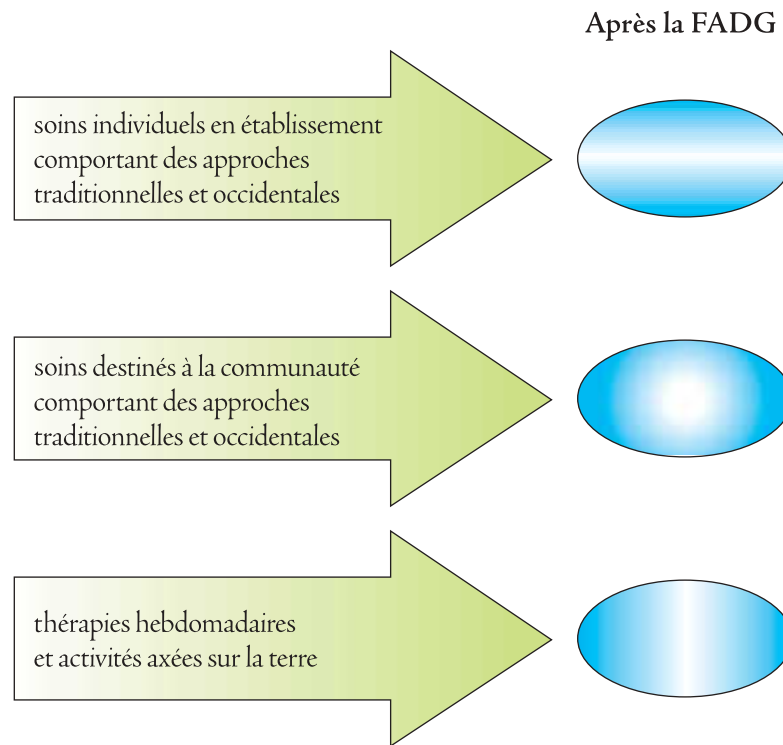 Après la FADG
soins individuels en établissement
comportant des approches
traditionnelles et occidentales
soins destinés à la communauté
comportant des approches
traditionnelles et occidentales
thérapies hebdomadaires
et activités axées sur la terre